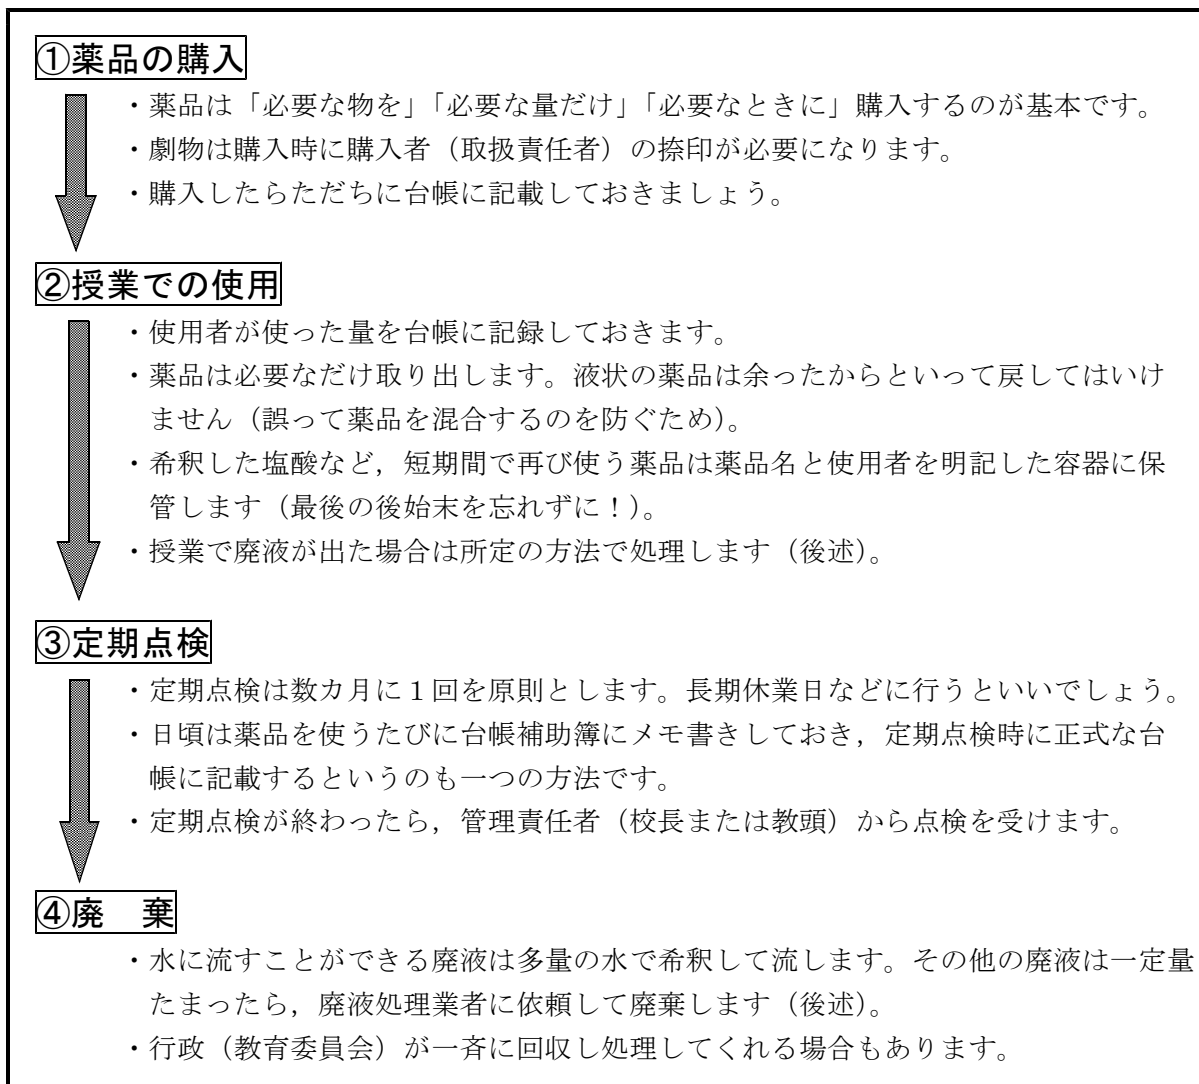 ①薬品の購入
・薬品は「必要な物を」「必要な量だけ」「必要なときに」購入するのが基本です。
・劇物は購入時に購入者（取扱責任者）の捺印が必要になります。
・購入したらただちに台帳に記載しておきましょう。
②授業での使用
・使用者が使った量を台帳に記録しておきます。
・薬品は必要なだけ取り出します。液状の薬品は余ったからといって戻してはいけ
ません（誤って薬品を混合するのを防ぐため）。
・希釈した塩酸など，短期間で再び使う薬品は薬品名と使用者を明記した容器に保
管します（最後の後始末を忘れずに！）。
・授業で廃液が出た場合は所定の方法で処理します（後述）。
③定期点検
・定期点検は数カ月に１回を原則とします。長期休業日などに行うといいでしょう。
・日頃は薬品を使うたびに台帳補助簿にメモ書きしておき，定期点検時に正式な台
帳に記載するというのも一つの方法です。
・定期点検が終わったら，管理責任者（校長または教頭）から点検を受けます。
④廃　棄
・水に流すことができる廃液は多量の水で希釈して流します。その他の廃液は一定量
たまったら，廃液処理業者に依頼して廃棄します（後述）。
・行政（教育委員会）が一斉に回収し処理してくれる場合もあります。